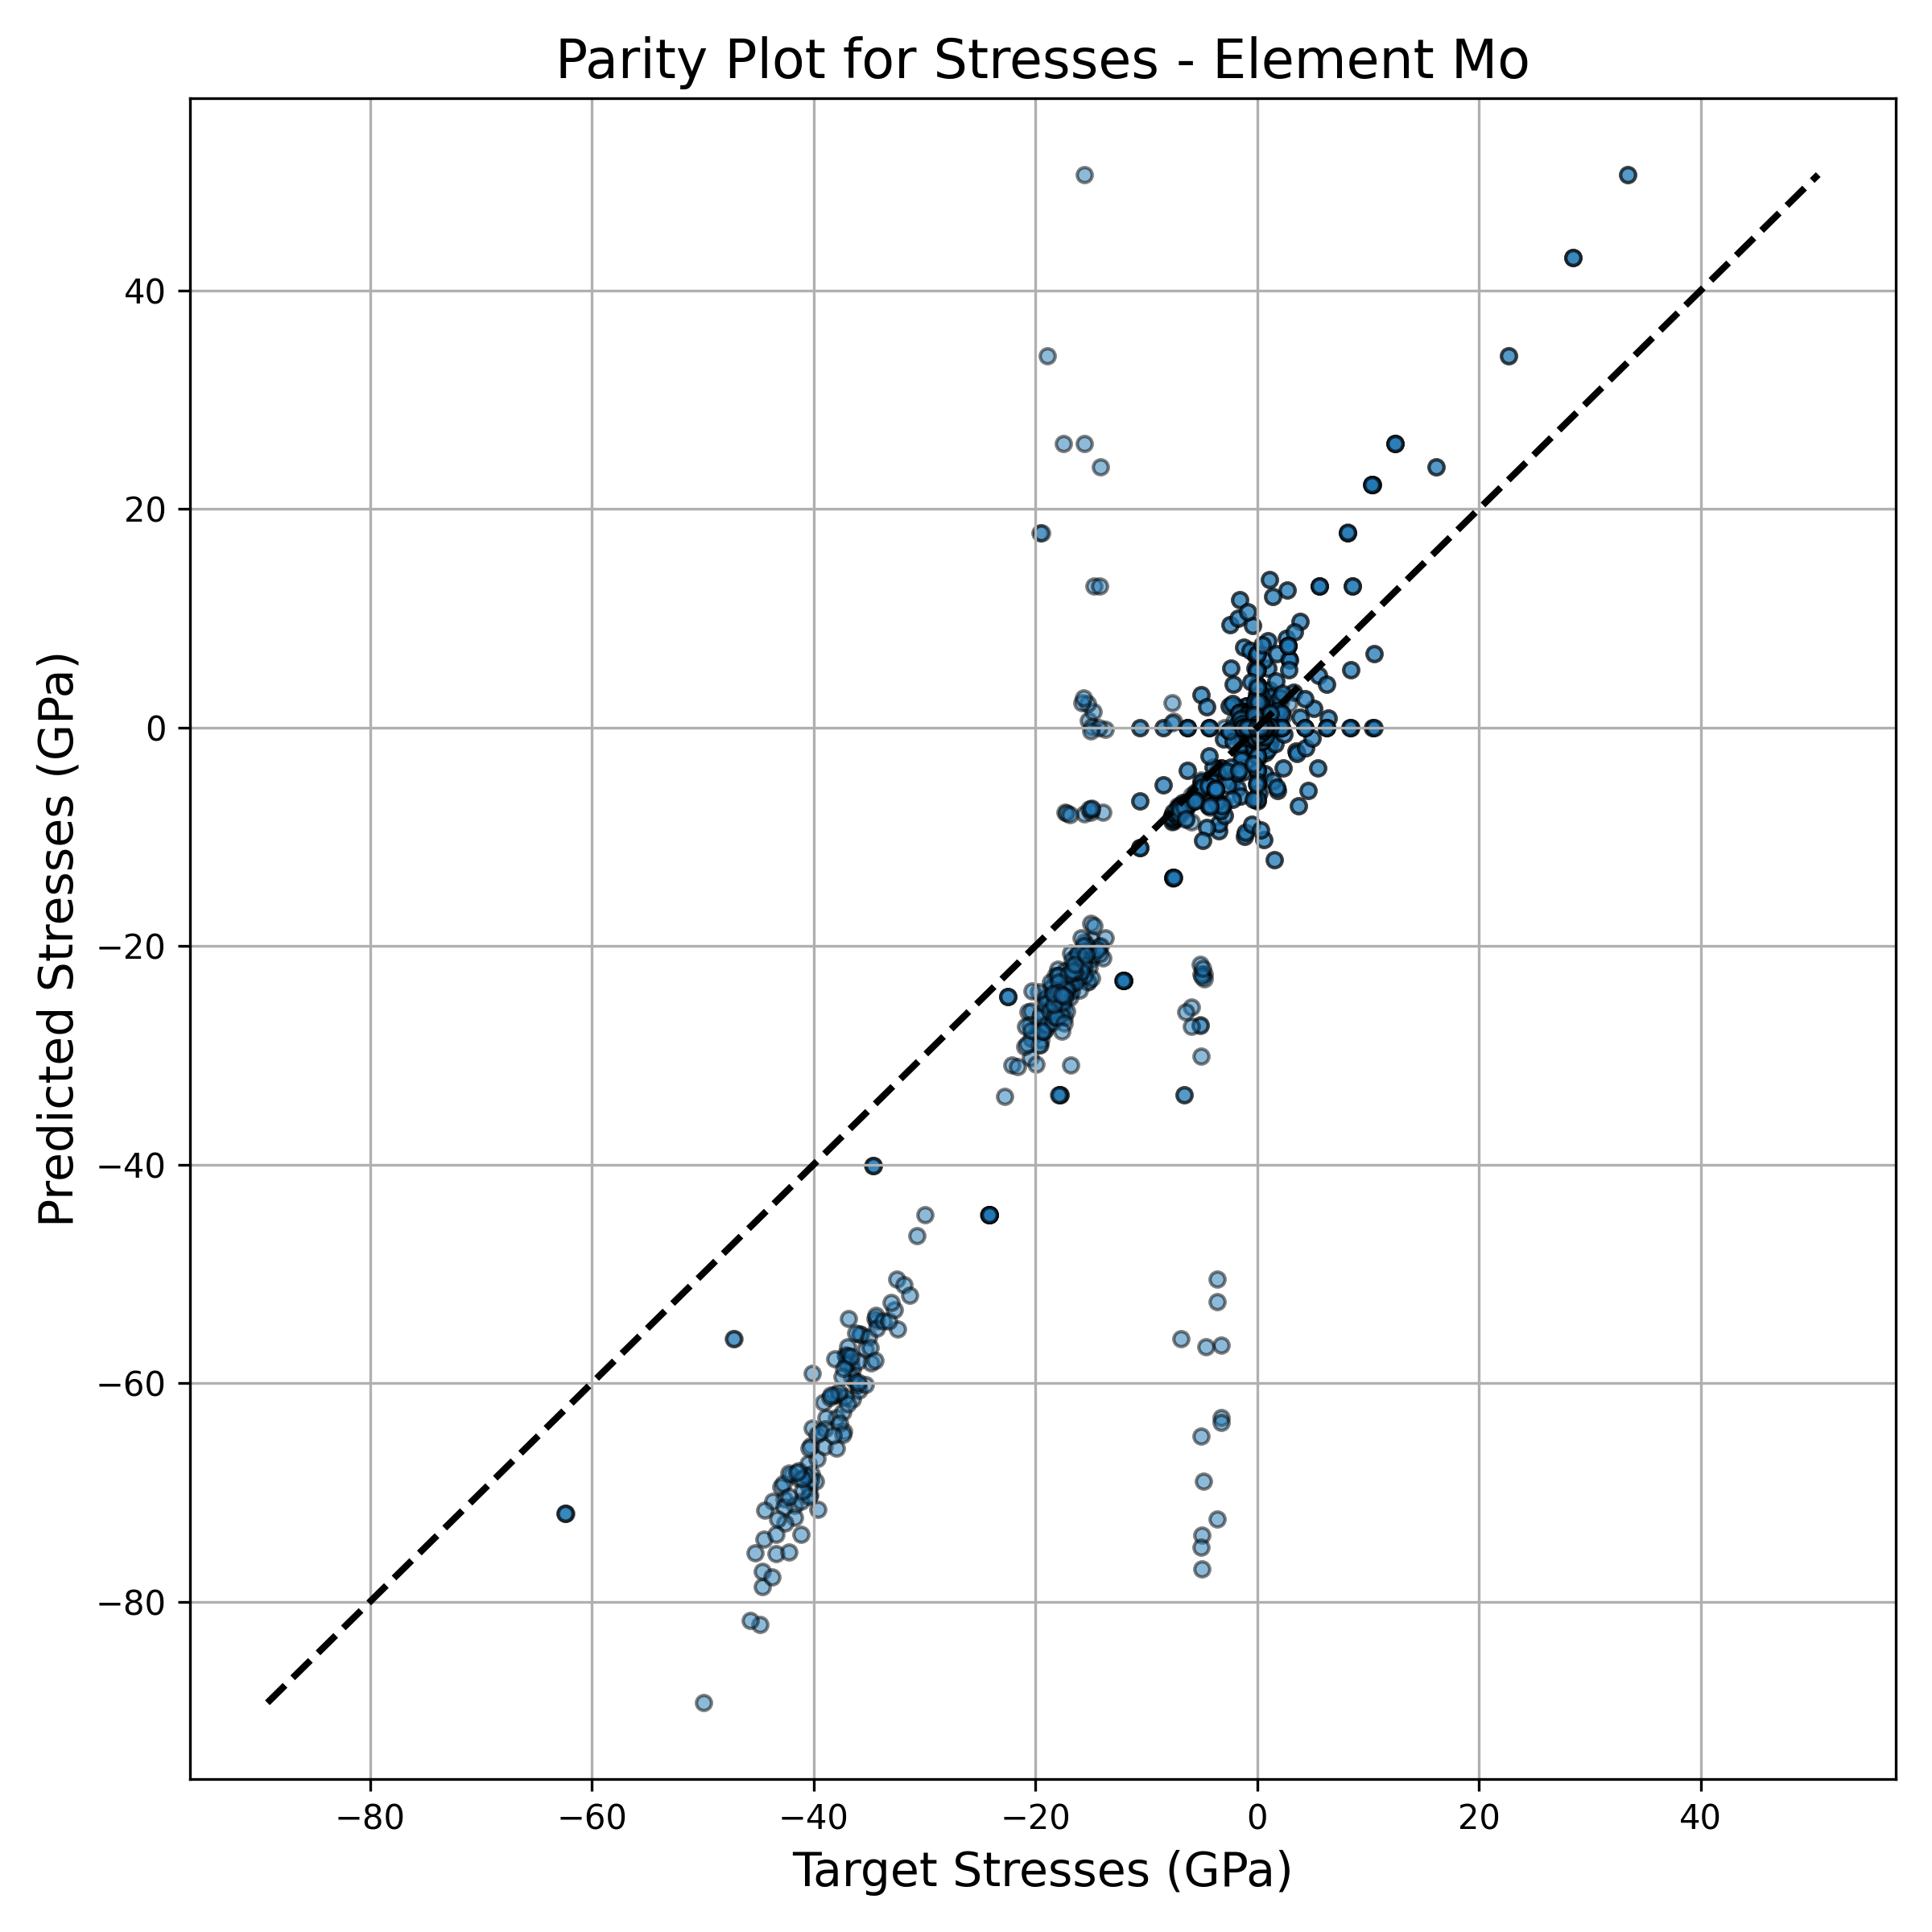 Parity Plot for Stresses - Element Mo
Predicted Stresses (GPa)
40
20
0
−20
−40
−60
−80
−80 −60 −40 −20 0 20 40
Target Stresses (GPa)